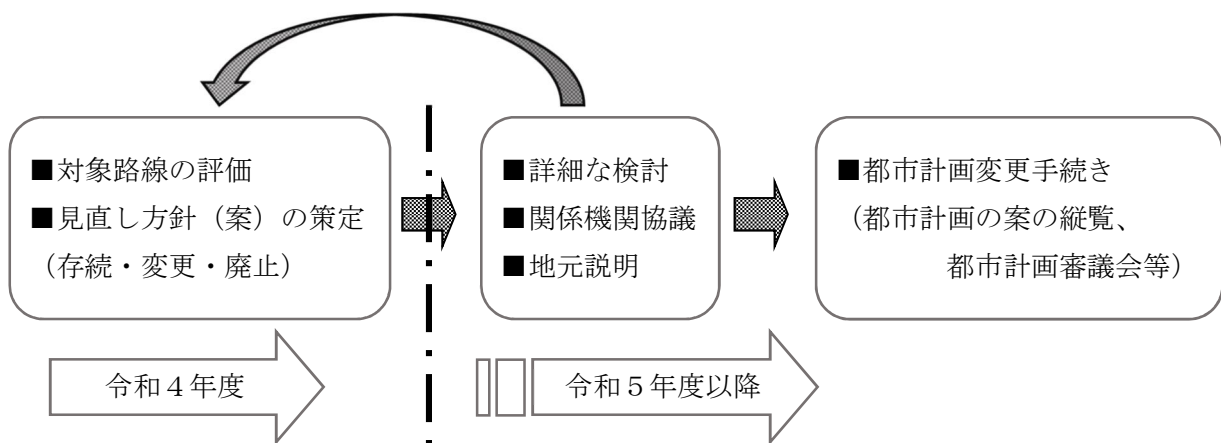 ■対象路線の評価
■見直し方針（案）の策定
（存続・変更・廃止）
■詳細な検討
■関係機関協議
■地元説明
■都市計画変更手続き
（都市計画の案の縦覧、
都市計画審議会等）
令和４年度
令和５年度以降